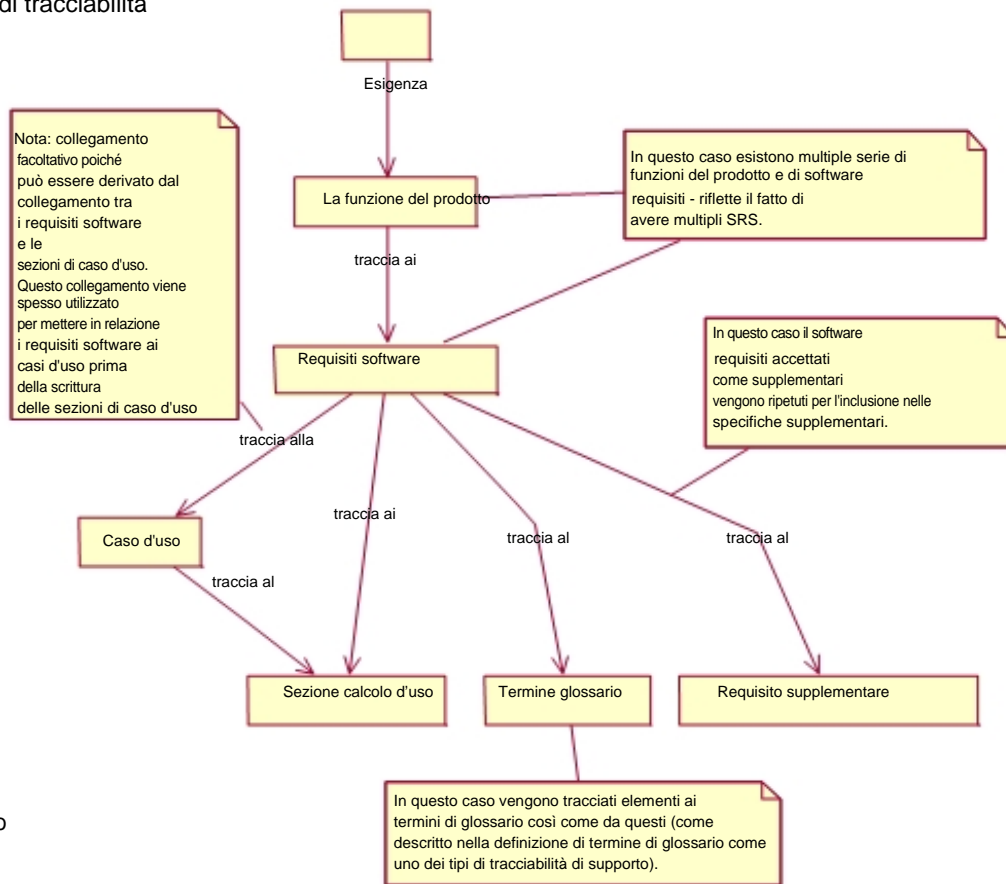 di tracciabilità
Esigenza
Nota: collegamento
facoltativo poiché
può essere derivato dal
collegamento tra
i requisiti software
e le
sezioni di caso d'uso.
Questo collegamento viene
spesso utilizzato
per mettere in relazione
i requisiti software ai
casi d'uso prima
della scrittura
delle sezioni di caso d'uso
La funzione del prodotto
In questo caso esistono multiple serie di
funzioni del prodotto e di software
requisiti - riflette il fatto di
avere multipli SRS.
traccia ai
Requisiti software
In questo caso il software
requisiti accettati
come supplementari
vengono ripetuti per l'inclusione nelle
specifiche supplementari.
traccia alla
traccia ai
traccia al
traccia al
Caso d'uso
traccia al
Sezione calcolo d'uso
Termine glossario
Requisito supplementare
In questo caso vengono tracciati elementi ai
termini di glossario così come da questi (come
descritto nella definizione di termine di glossario come
uno dei tipi di tracciabilità di supporto).
o